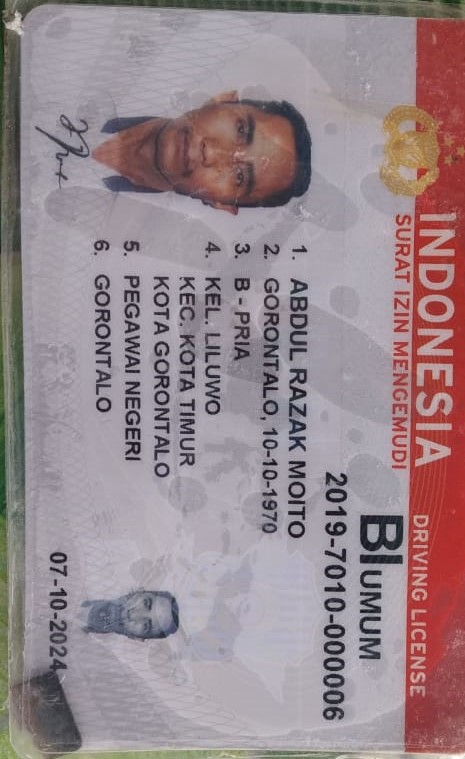 INDONESIA
SURAT IZIN MENGEMUDI
DRIVING LICENSE
BI UMUM
2019-7010-000006
1. ABDUL RAZAK MOITO
2. GORONTALO, 10-10-1970
3. B - PRIA
4. KEL. LILUWO
KEC. KOTA TIMUR
KOTA GORONTALO
5. PEGAWAI NEGERI
6. GORONTALO
07-10-2024